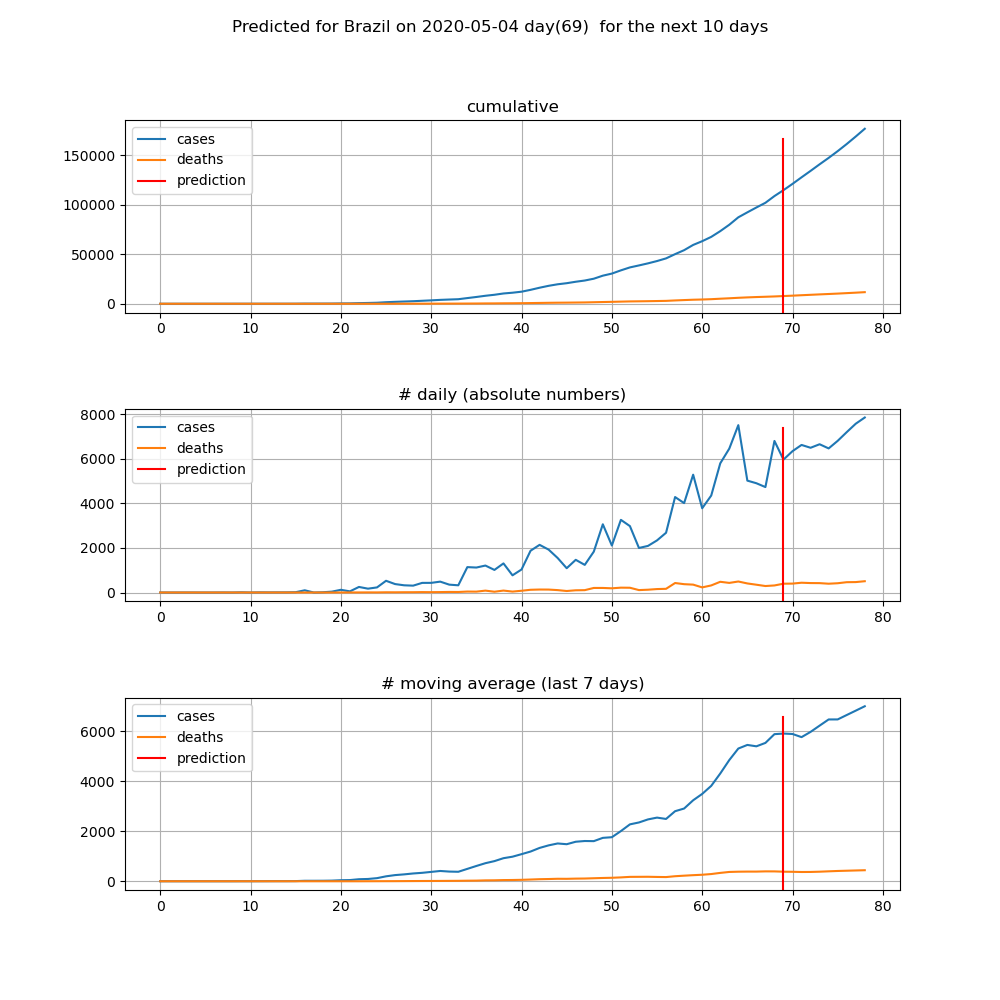 Predicted for Brazil on 2020-05-04 day(69)  for the next 10 days
cumulative
cases
deaths
prediction
150000
100000
50000
0
0 10 20 30 40 50 60 70 80
# daily (absolute numbers)
cases
deaths
prediction
8000
6000
4000
2000
0
0 10 20 30 40 50 60 70 80
# moving average (last 7 days)
cases
deaths
prediction
6000
4000
2000
0
0 10 20 30 40 50 60 70 80